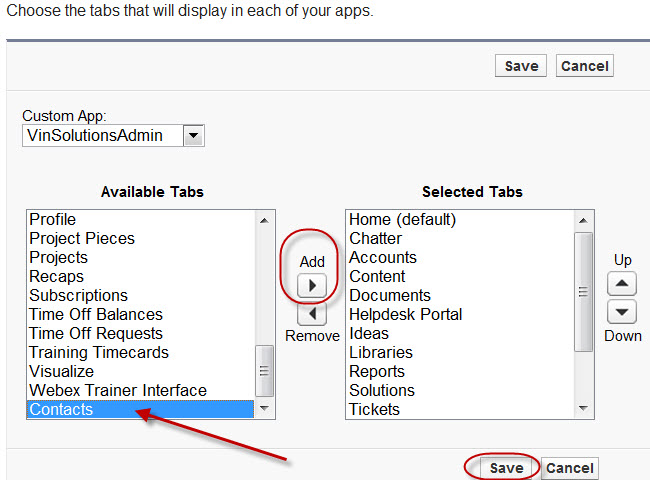 Choose the tabs that will display in each of your apps.
Save Cancel
Custom App:
VinSolutionsAdmin
Available Tabs
Profile
Project Pieces
Projects
Recaps
Subscriptions
Time Off Balances
Time Off Requests
Training Timecards
Visualize
Webex Trainer Interface
Contacts
Add
Remove
Selected Tabs
Home (default)
Chatter
Accounts
Content
Documents
Helpdesk Portal
Ideas
Libraries
Reports
Solutions
Tickets
Up
Down
Save Cancel